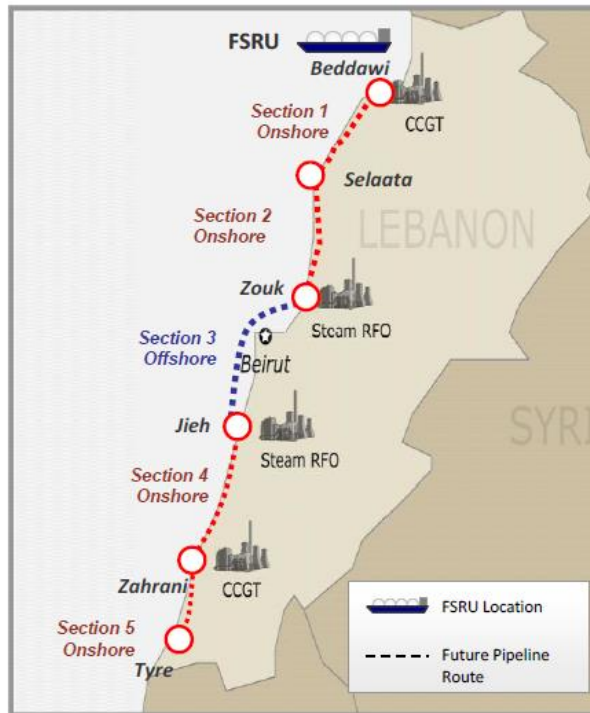 FSRU
Beddawi
Section 1
Onshore
CCGT
Selaata
Section 2
Onshore
LEBANON
Zouk
Section 3
Offshore
Steam RFO
Beirut
Jieh
SYRI
Steam RFO
Section 4
Onshore
Zahrani
CCGT
Section 5
Onshore
Tyre
FSRU Location
Future Pipeline
Route